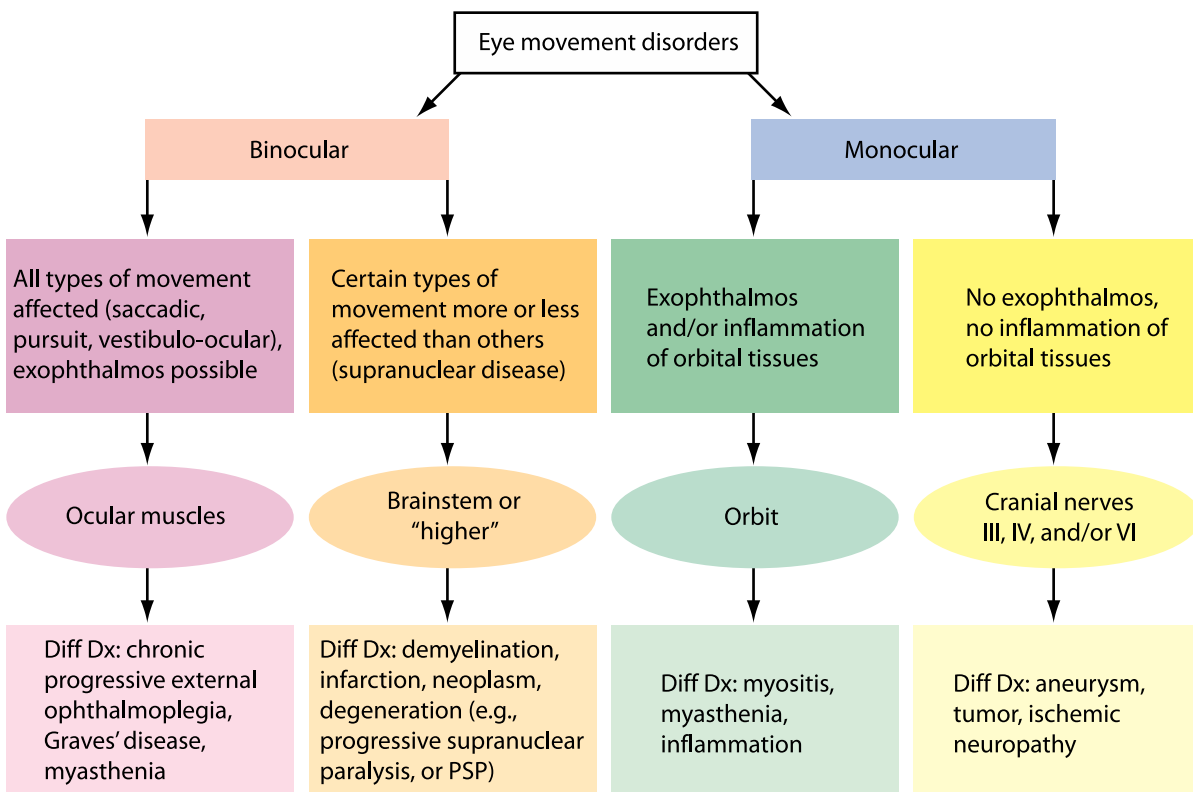 Eye movement disorders
Binocular
Monocular
All types of movement
affected (saccadic,
pursuit, vestibulo-ocular),
exophthalmos possible
Certain types of
movement more or less
affected than others
(supranuclear disease)
Exophthalmos
and/or inflammation
of orbital tissues
No exophthalmos,
no inflammation of
orbital tissues
Ocular muscles
Brainstem or
“higher”
Orbit
Cranial nerves
III, IV, and/or VI
Diff Dx: chronic
progressive external
ophthalmoplegia,
Graves’ disease,
myasthenia
Diff Dx: demyelination,
infarction, neoplasm,
degeneration (e.g.,
progressive supranuclear
paralysis, or PSP)
Diff Dx: myositis,
myasthenia,
inflammation
Diff Dx: aneurysm,
tumor, ischemic
neuropathy